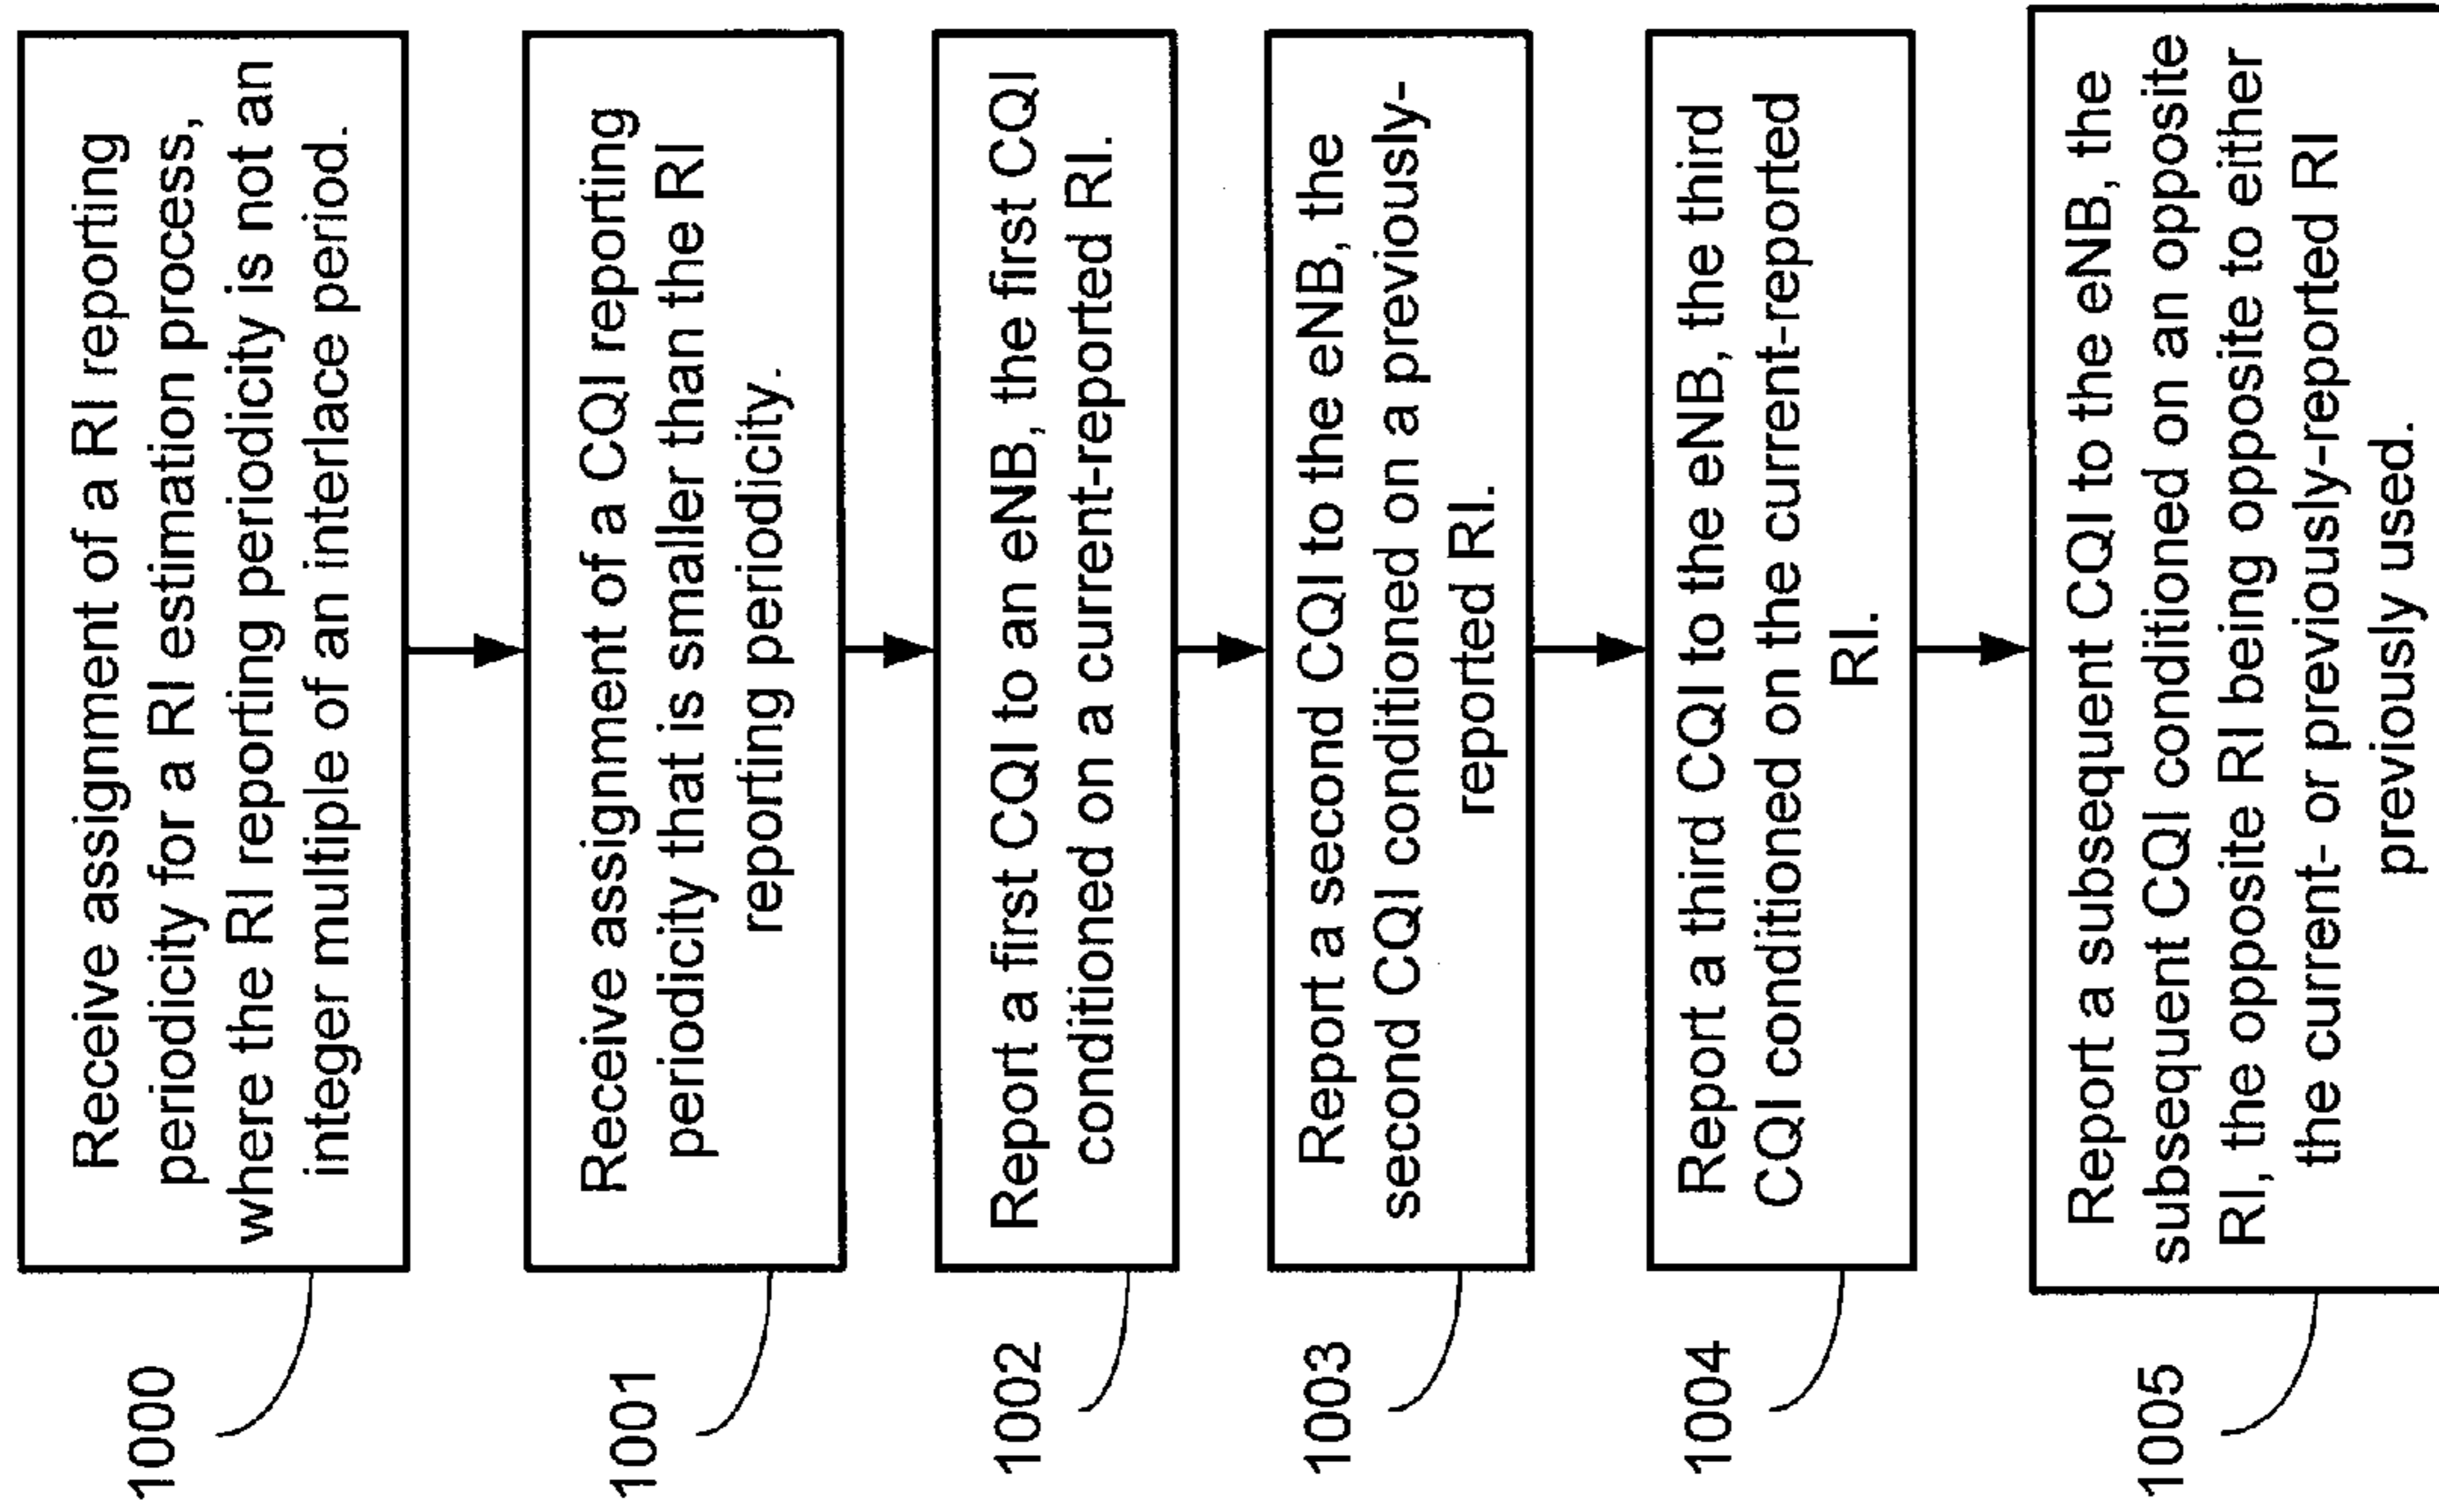 1000
Receive assignment of a RI reporting
periodicity for a RI estimation process,
where the RI reporting periodicity is not an
integer multiple of an interlace period.
1001
Receive assignment of a CQI reporting
periodicity that is smaller than the RI
reporting periodicity.
1002
Report a first CQI to an eNB, the first CQI
conditioned on a current-reported RI.
1003
Report a second CQI to the eNB, the
second CQI conditioned on a previously-
reported RI.
1004
Report a third CQI to the eNB, the third
CQI conditioned on the current-reported
RI.
1005
Report a subsequent CQI to the eNB, the
subsequent CQI conditioned on an opposite
RI, the opposite RI being opposite to either
the current- or previously-reported RI
previously used.